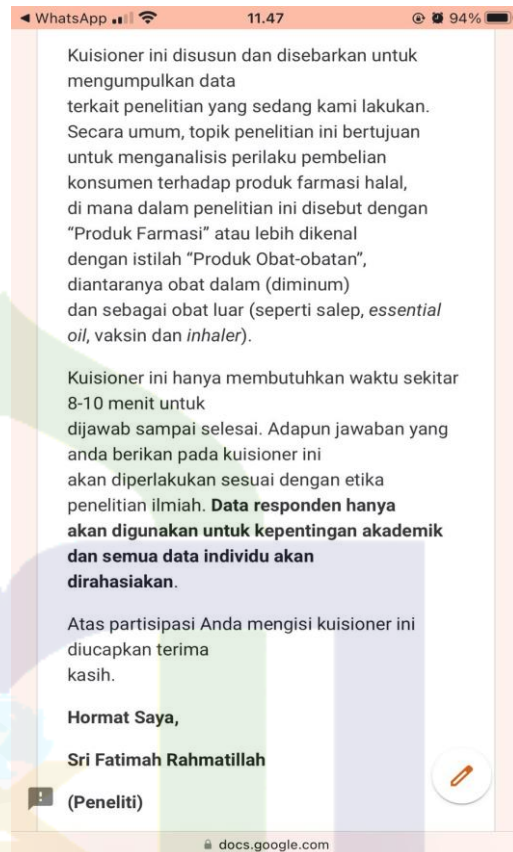 WhatsApp 11.47 94%
Kuisioner ini disusun dan disebarkan untuk
mengumpulkan data
terkait penelitian yang sedang kami lakukan.
Secara umum, topik penelitian ini bertujuan
untuk menganalisis perilaku pembelian
konsumen terhadap produk farmasi halal,
di mana dalam penelitian ini disebut dengan
“Produk Farmasi” atau lebih dikenal
dengan istilah “Produk Obat-obatan”,
diantaranya obat dalam (diminum)
dan sebagai obat luar (seperti salep, essential
oil, vaksin dan inhaler).
Kuisioner ini hanya membutuhkan waktu sekitar
8-10 menit untuk
dijawab sampai selesai. Adapun jawaban yang
anda berikan pada kuisioner ini
akan diperlakukan sesuai dengan etika
penelitian ilmiah. Data responden hanya
akan digunakan untuk kepentingan akademik
dan semua data individu akan
dirahasiakan.
Atas partisipasi Anda mengisi kuisioner ini
diucapkan terima
kasih.
Hormat Saya,
Sri Fatimah Rahmatillah
(Peneliti)
docs.google.com